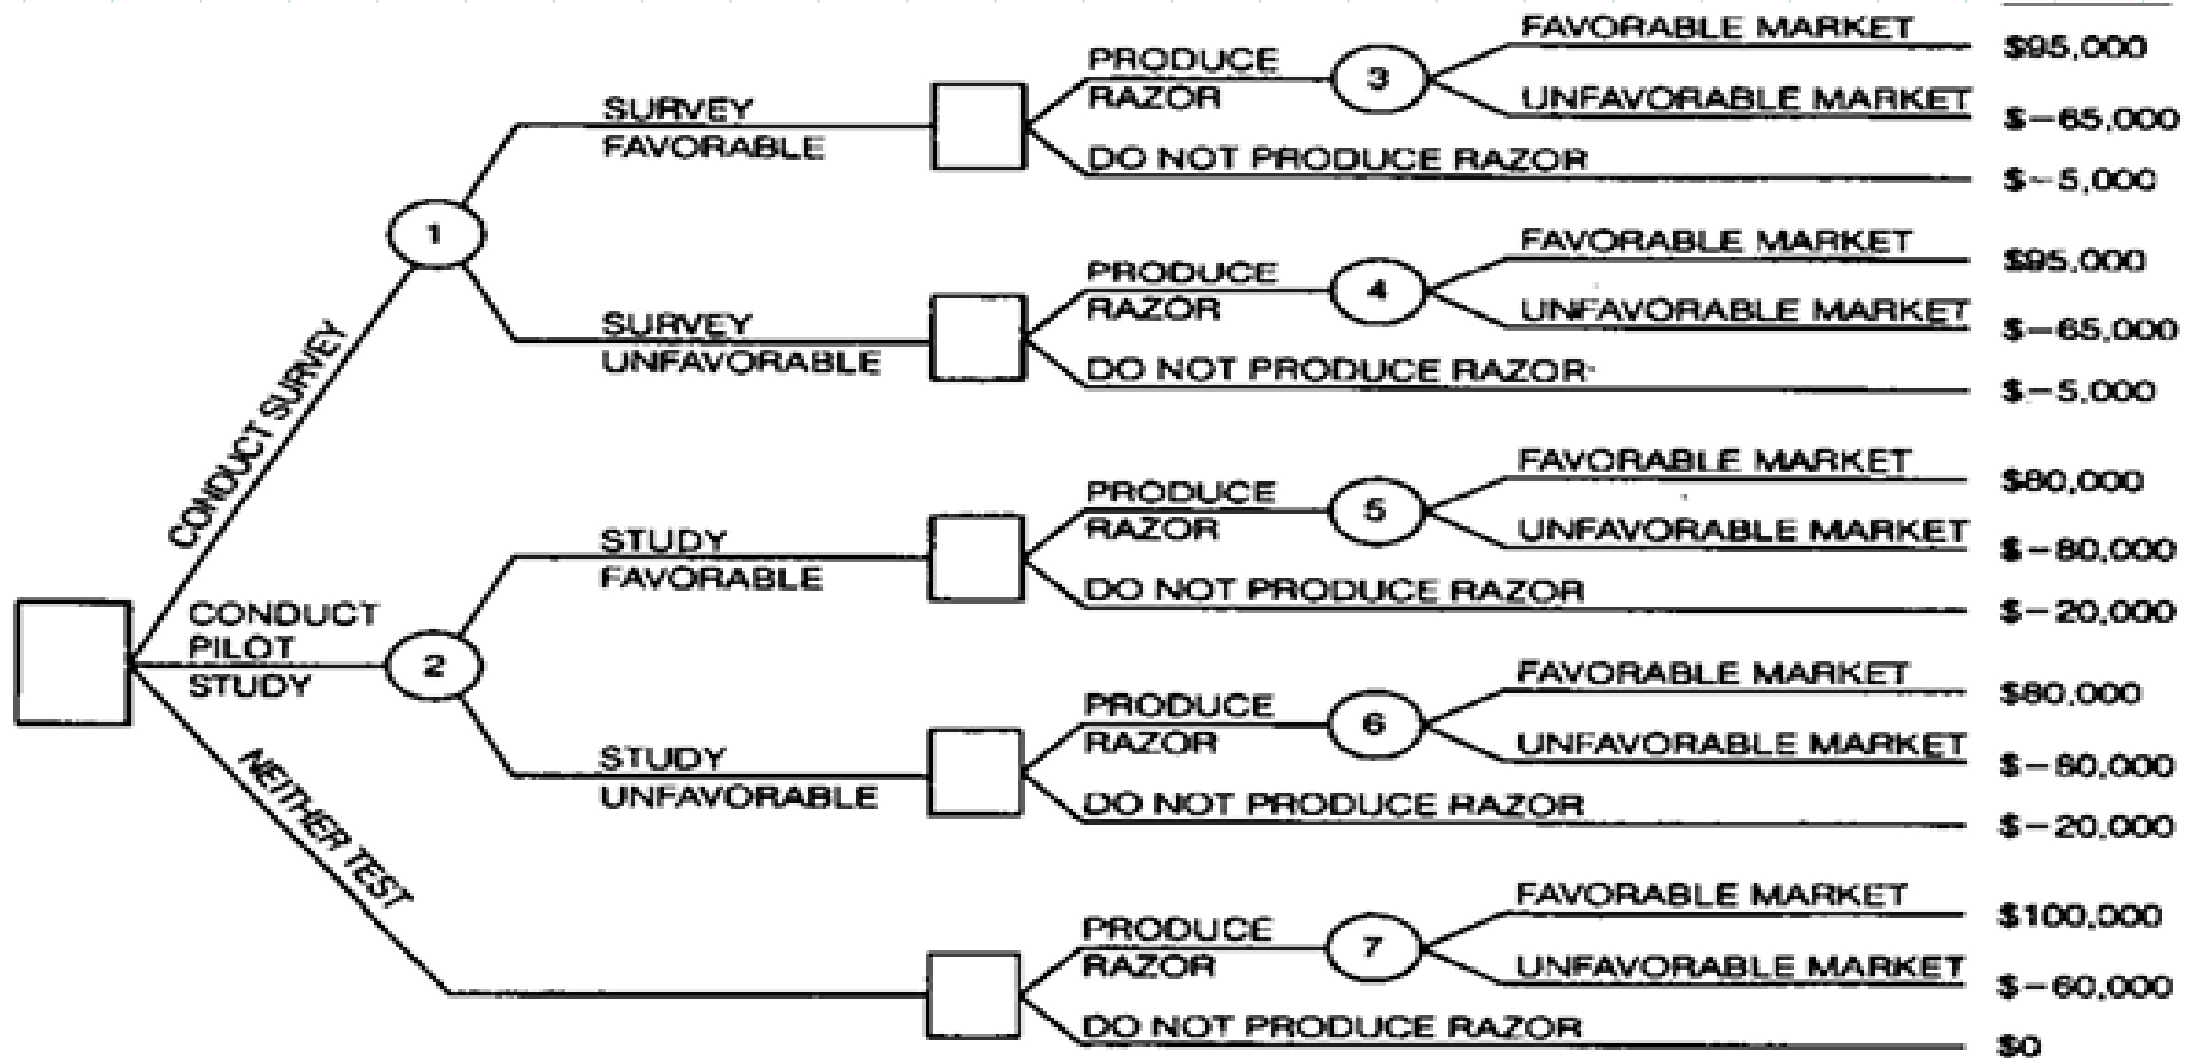 FAVORABLE MARKET
$95,000
PRODUCE
RAZOR
3
UNFAVORABLE MARKET
$-65,000
SURVEY
FAVORABLE
DO NOT PRODUCE RAZOR
$-5,000
1
FAVORABLE MARKET
$95,000
PRODUCE
RAZOR
4
UNFAVORABLE MARKET
$-65,000
SURVEY
UNFAVORABLE
DO NOT PRODUCE RAZOR
$-5,000
CONDUCT SURVEY
FAVORABLE MARKET
$80,000
PRODUCE
RAZOR
5
UNFAVORABLE MARKET
$-80,000
STUDY
FAVORABLE
DO NOT PRODUCE RAZOR
$-20,000
CONDUCT
PILOT
STUDY
2
FAVORABLE MARKET
$80,000
PRODUCE
RAZOR
6
UNFAVORABLE MARKET
$-80,000
STUDY
UNFAVORABLE
DO NOT PRODUCE RAZOR
$-20,000
NEITHER TEST
FAVORABLE MARKET
$100,000
PRODUCE
RAZOR
7
UNFAVORABLE MARKET
$-60,000
DO NOT PRODUCE RAZOR
$0